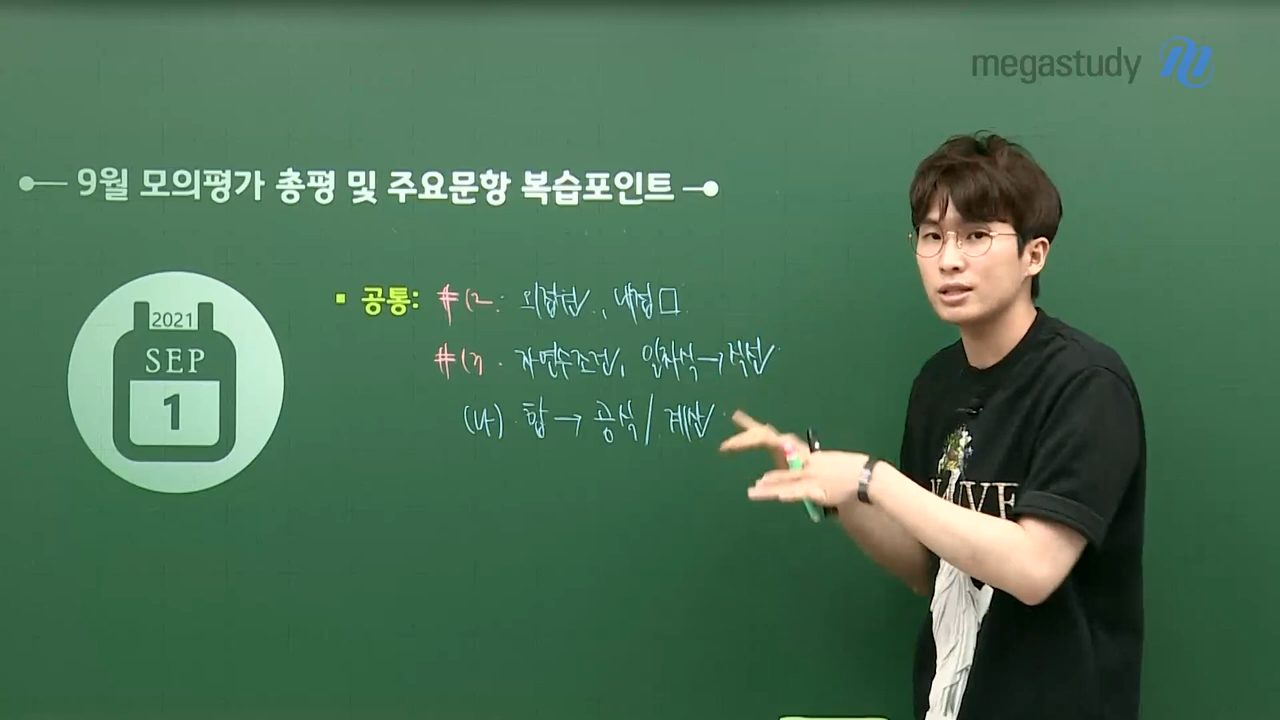 megastudy
9월 모의평가 총평 및 주요문항 복습포인트
2021
SEP
1
공통: #12: 외접원, 내접□
#13. 자연수조건, 일차식→직선
(나) 합→공식/계산